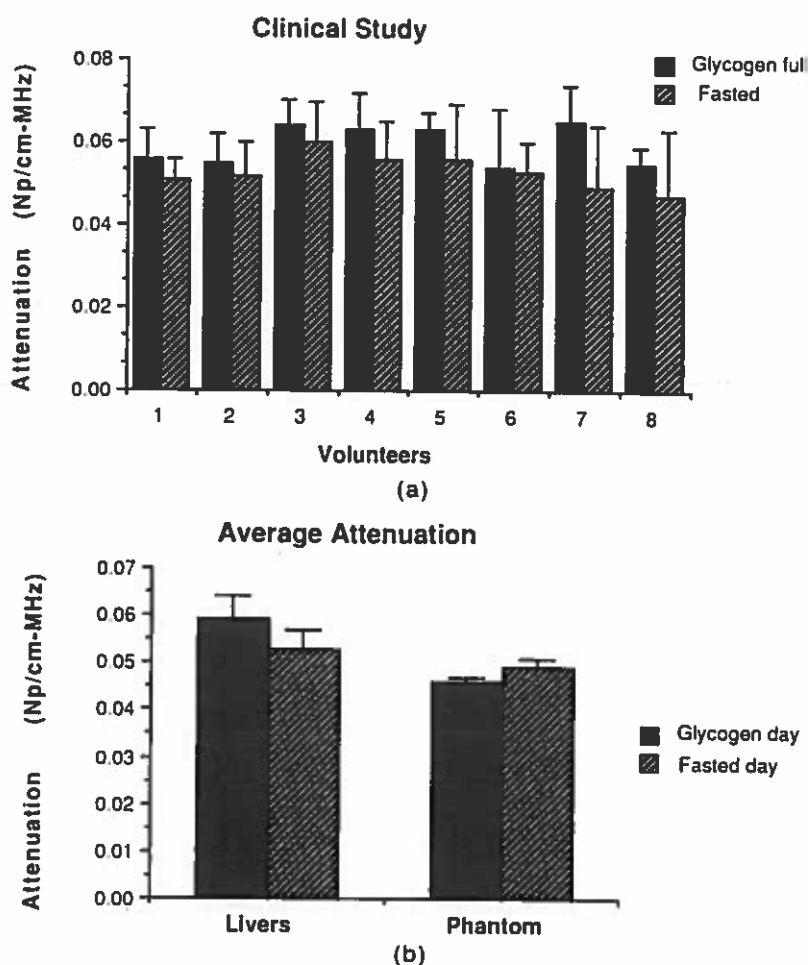 Clinical Study
Attenuation (Np/cm-MHz)
0.08
0.06
0.04
0.02
0.00
Glycogen full
Fasted
1 2 3 4 5 6 7 8
Volunteers
(a)
Average Attenuation
Attenuation (Np/cm-MHz)
0.07
0.06
0.05
0.04
0.03
0.02
0.01
0.00
Glycogen day
Fasted day
Livers Phantom
(b)